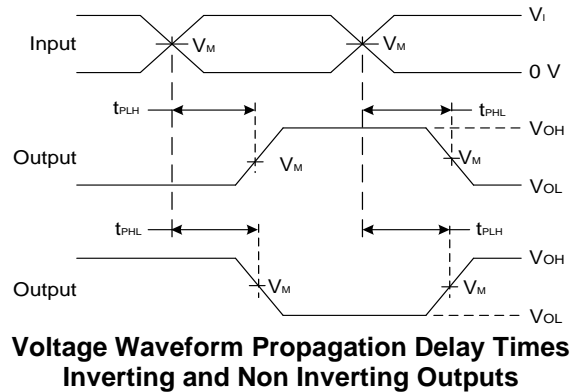 VI
Input
VM
VM
0 V
tPLH
tPHL
VOH
Output
VM
VM
VOL
tPHL
tPLH
VOH
Output
VM
VM
VOL
Voltage Waveform Propagation Delay Times
Inverting and Non Inverting Outputs